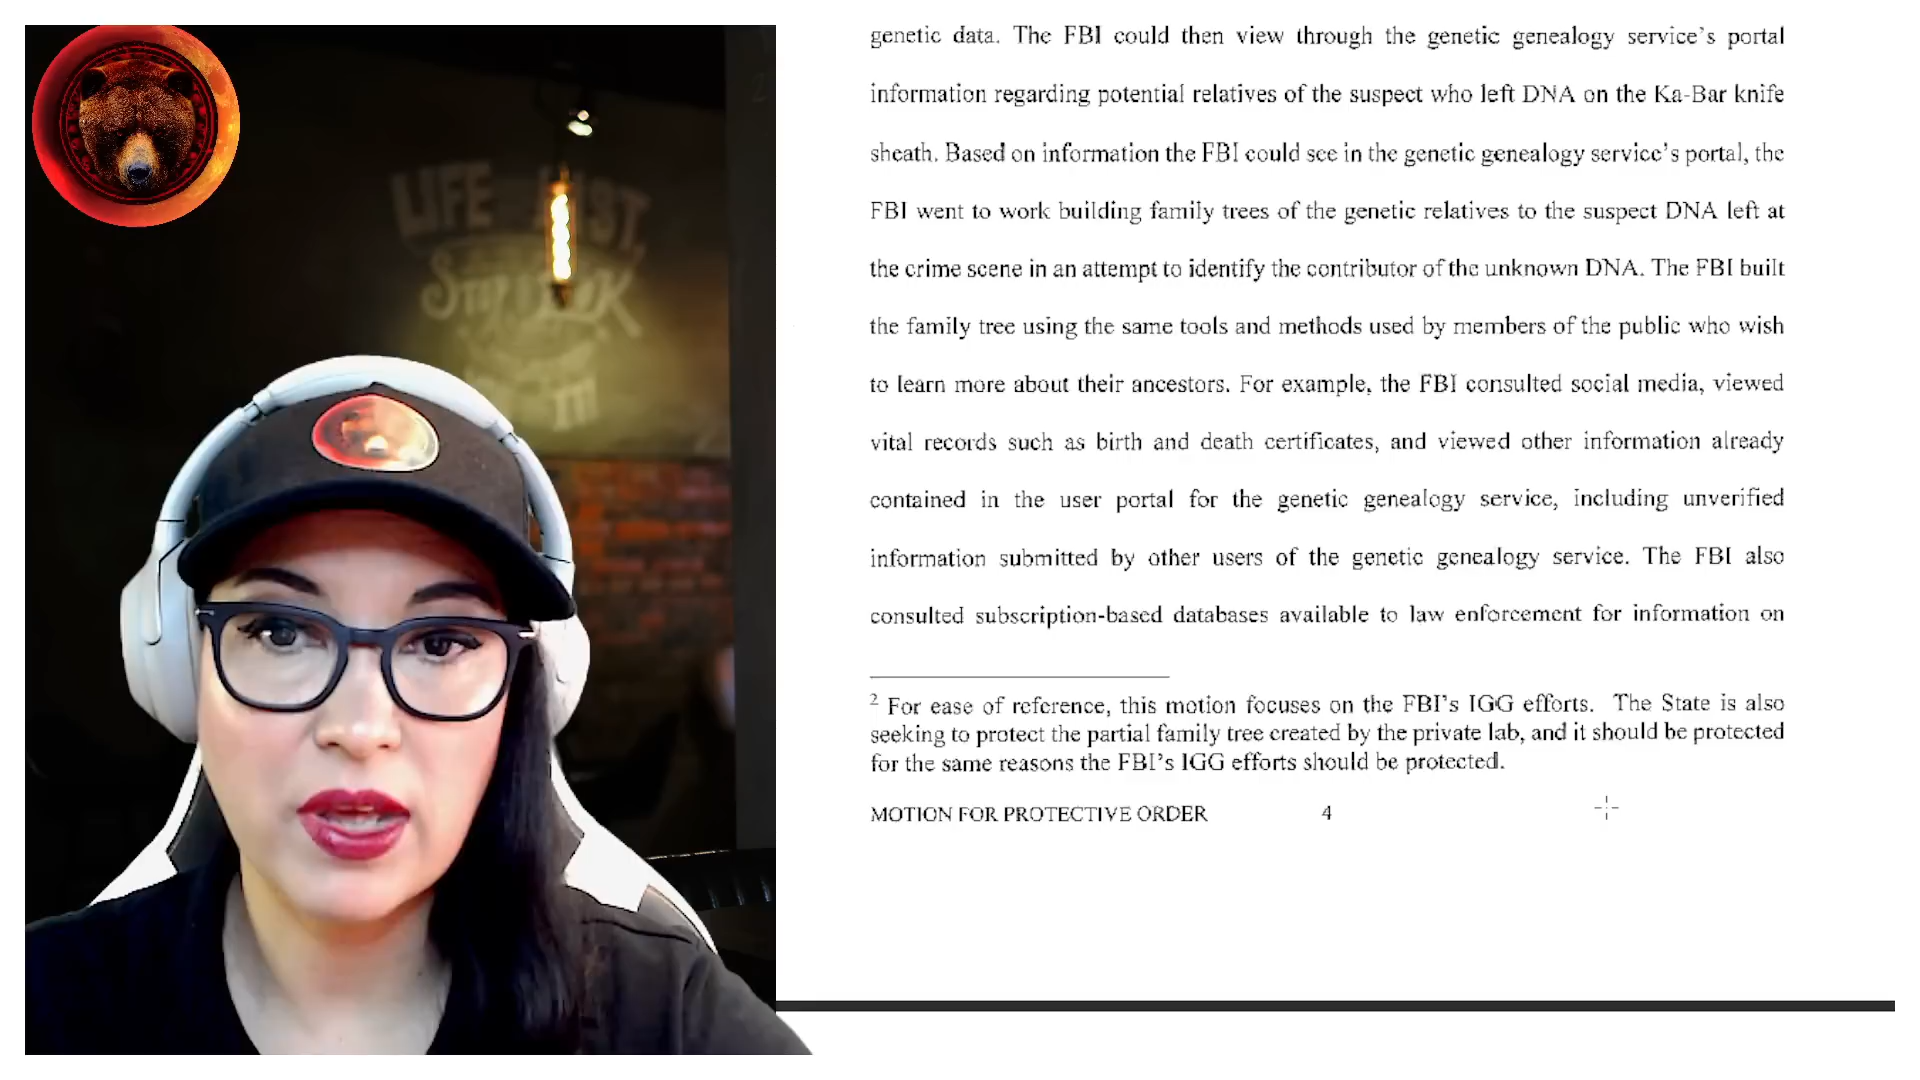 LIFE
genetic data. The FBI could then view through the genetic genealogy service's portal
information regarding potential relatives of the suspect who left DNA on the Ka-Bar knife
sheath. Based on information the FBI could see in the genetic genealogy service's portal, the
FBI went to work building family trees of the genetic relatives to the suspect DNA left at
the crime scene in an attempt to identify the contributor of the unknown DNA. The FBI built
the family tree using the same tools and methods used by members of the public who wish
to learn more about their ancestors. For example, the FBI consulted social media, viewed
vital records such as birth and death certificates, and viewed other information already
contained in the user portal for the genetic genealogy service, including unverified
information submitted by other users of the genetic genealogy service. The FBI also
consulted subscription-based databases available to law enforcement for information on
2 For ease of reference, this motion focuses on the FBI's IGG efforts. The State is also
seeking to protect the partial family tree created by the private lab, and it should be protected
for the same reasons the FBI's IGG efforts should be protected.
MOTION FOR PROTECTIVE ORDER 4